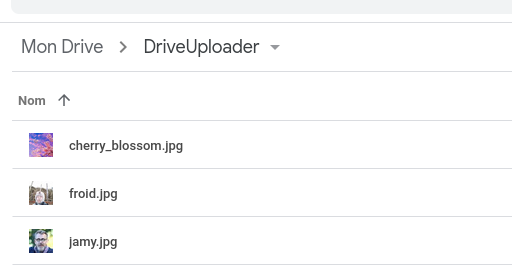 Mon Drive > DriveUploader
Nom
cherry_blossom.jpg
froid.jpg
jamy.jpg